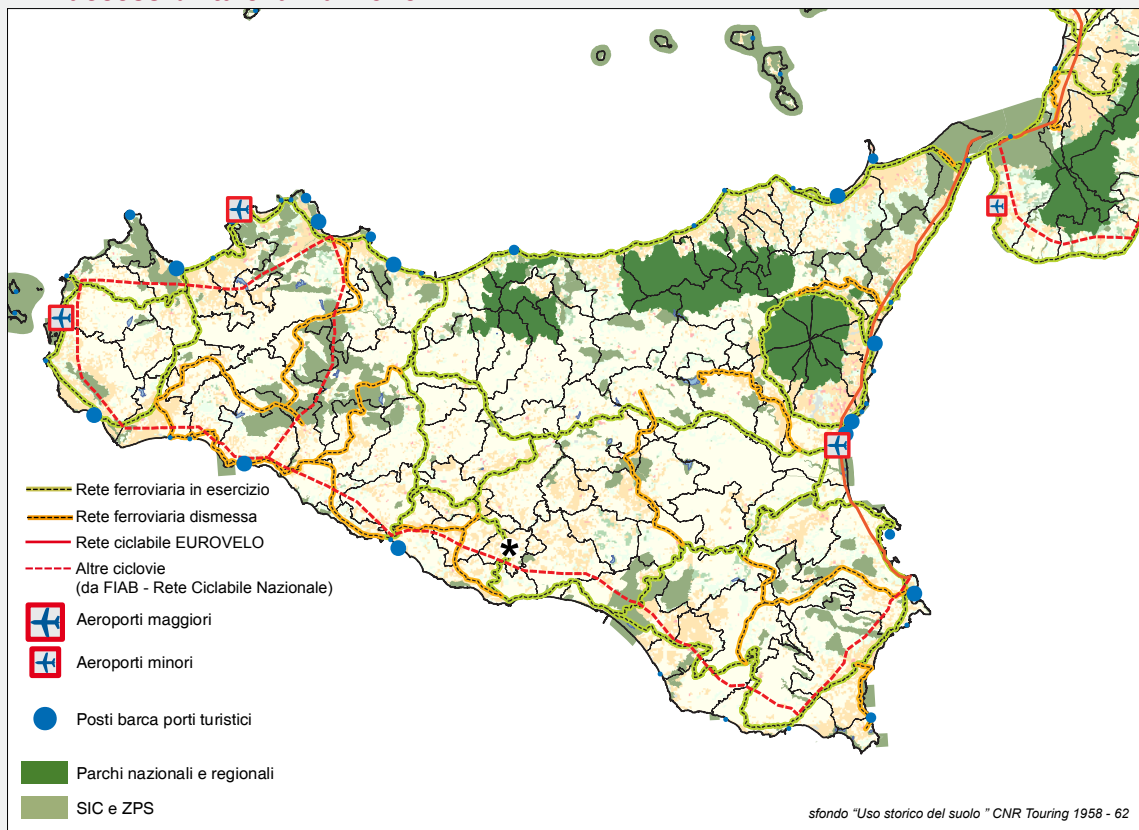 Rete ferroviaria in esercizio
Rete ferroviaria dismessa
Rete ciclabile EUROVELO
Altre ciclovie
(da FIAB - Rete Ciclabile Nazionale)
Aeroporti maggiori
Aeroporti minori
Posti barca porti turistici
Parchi nazionali e regionali
SIC e ZPS
sfondo “Uso storico del suolo ” CNR Touring 1958 - 62
*